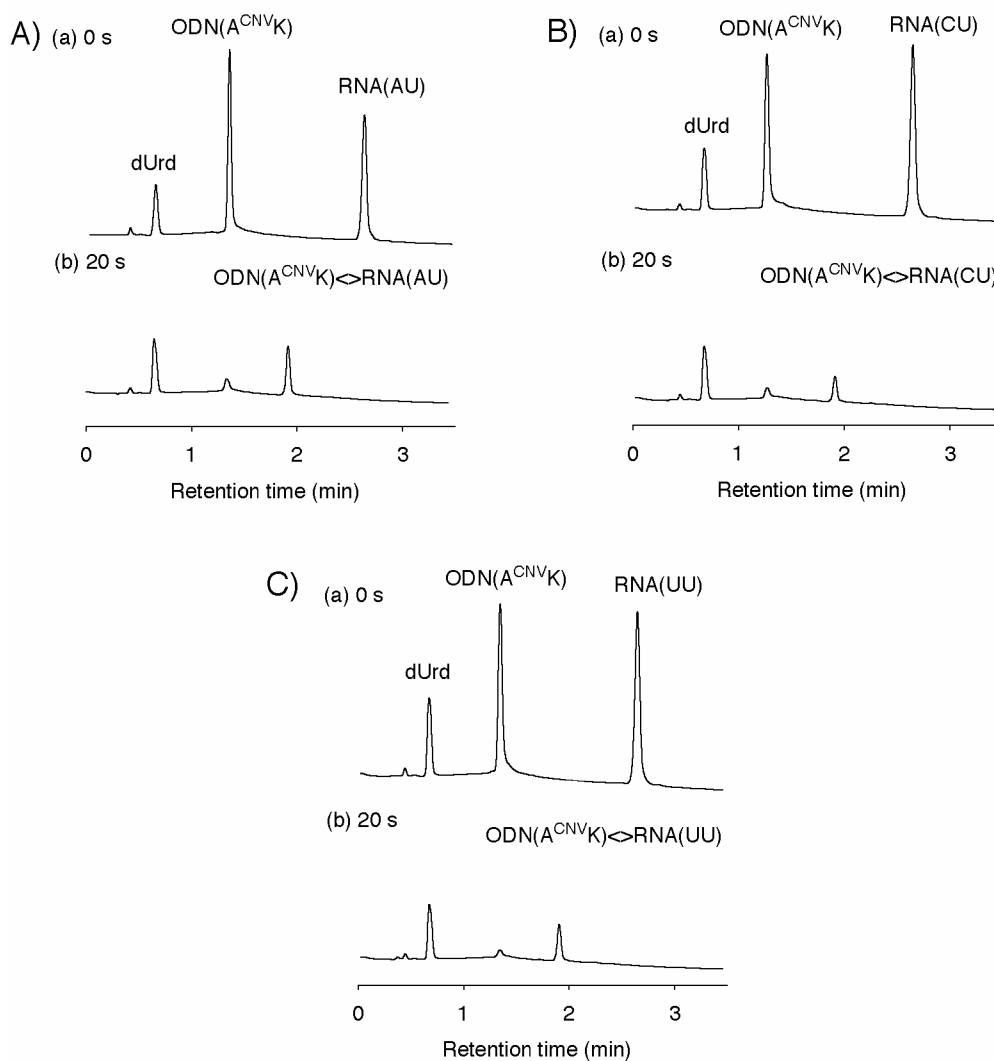 A) (a) 0 s
ODN(A^CNV K)
RNA(AU)
dUrd
(b) 20 s
ODN(A^CNV K)<>RNA(AU)
0 1 2 3
Retention time (min)
B) (a) 0 s
ODN(A^CNV K)
RNA(CU)
dUrd
(b) 20 s
ODN(A^CNV K)<>RNA(CU)
0 1 2 3
Retention time (min)
C) (a) 0 s
ODN(A^CNV K)
RNA(UU)
dUrd
(b) 20 s
ODN(A^CNV K)<>RNA(UU)
0 1 2 3
Retention time (min)